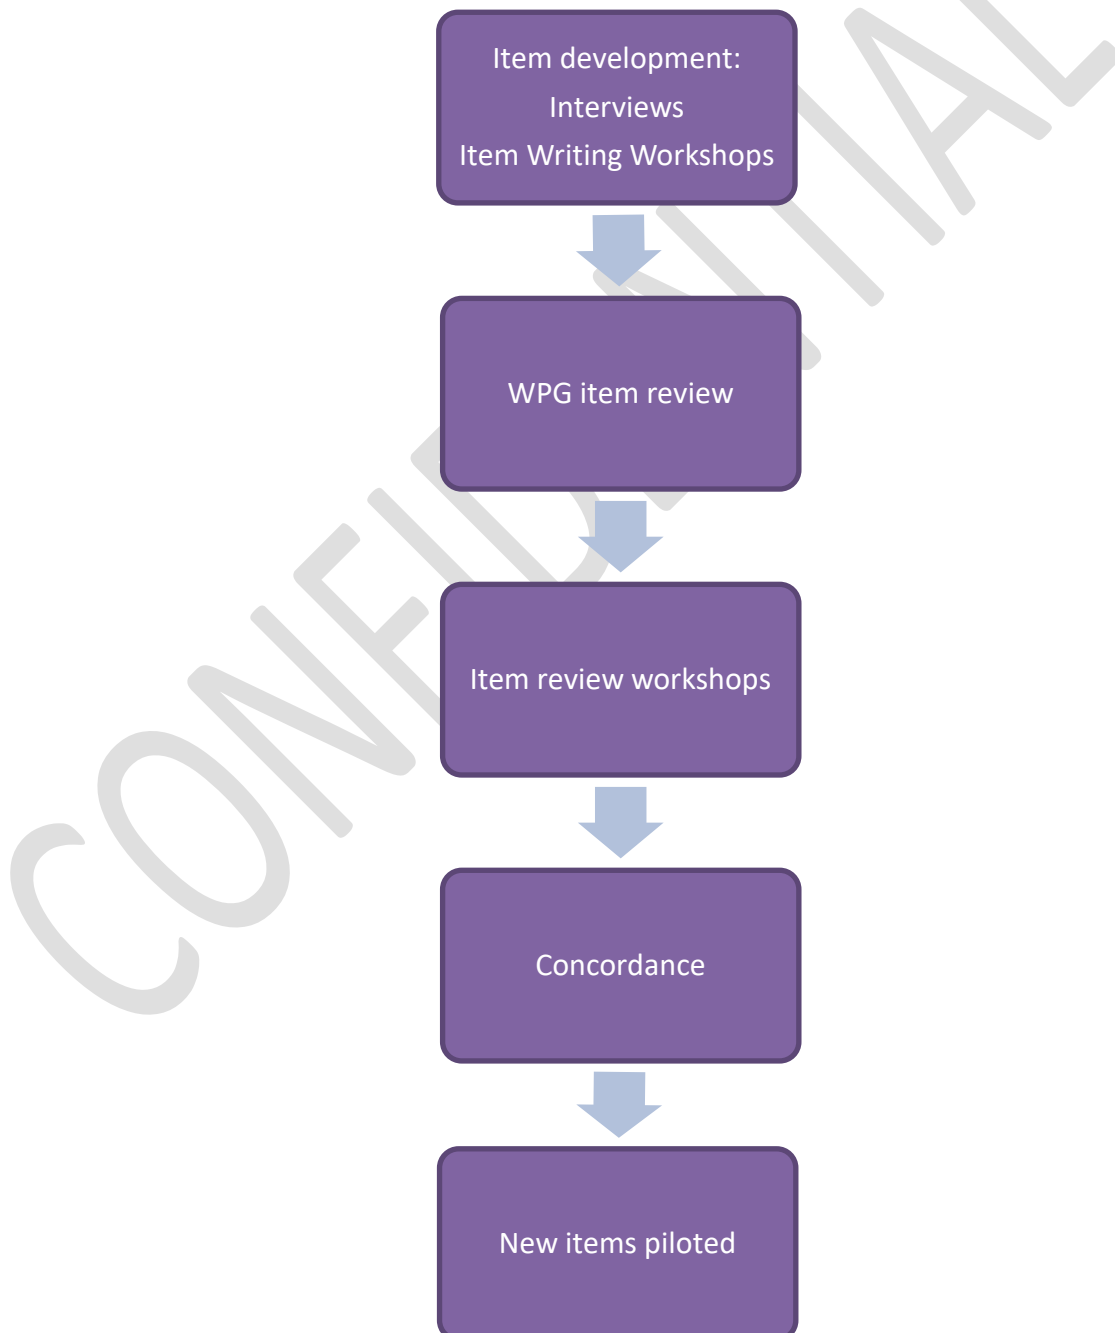 Item development:
Interviews
Item Writing Workshops
WPG item review
Item review workshops
Concordance
New items piloted
CONFIDENTIAL